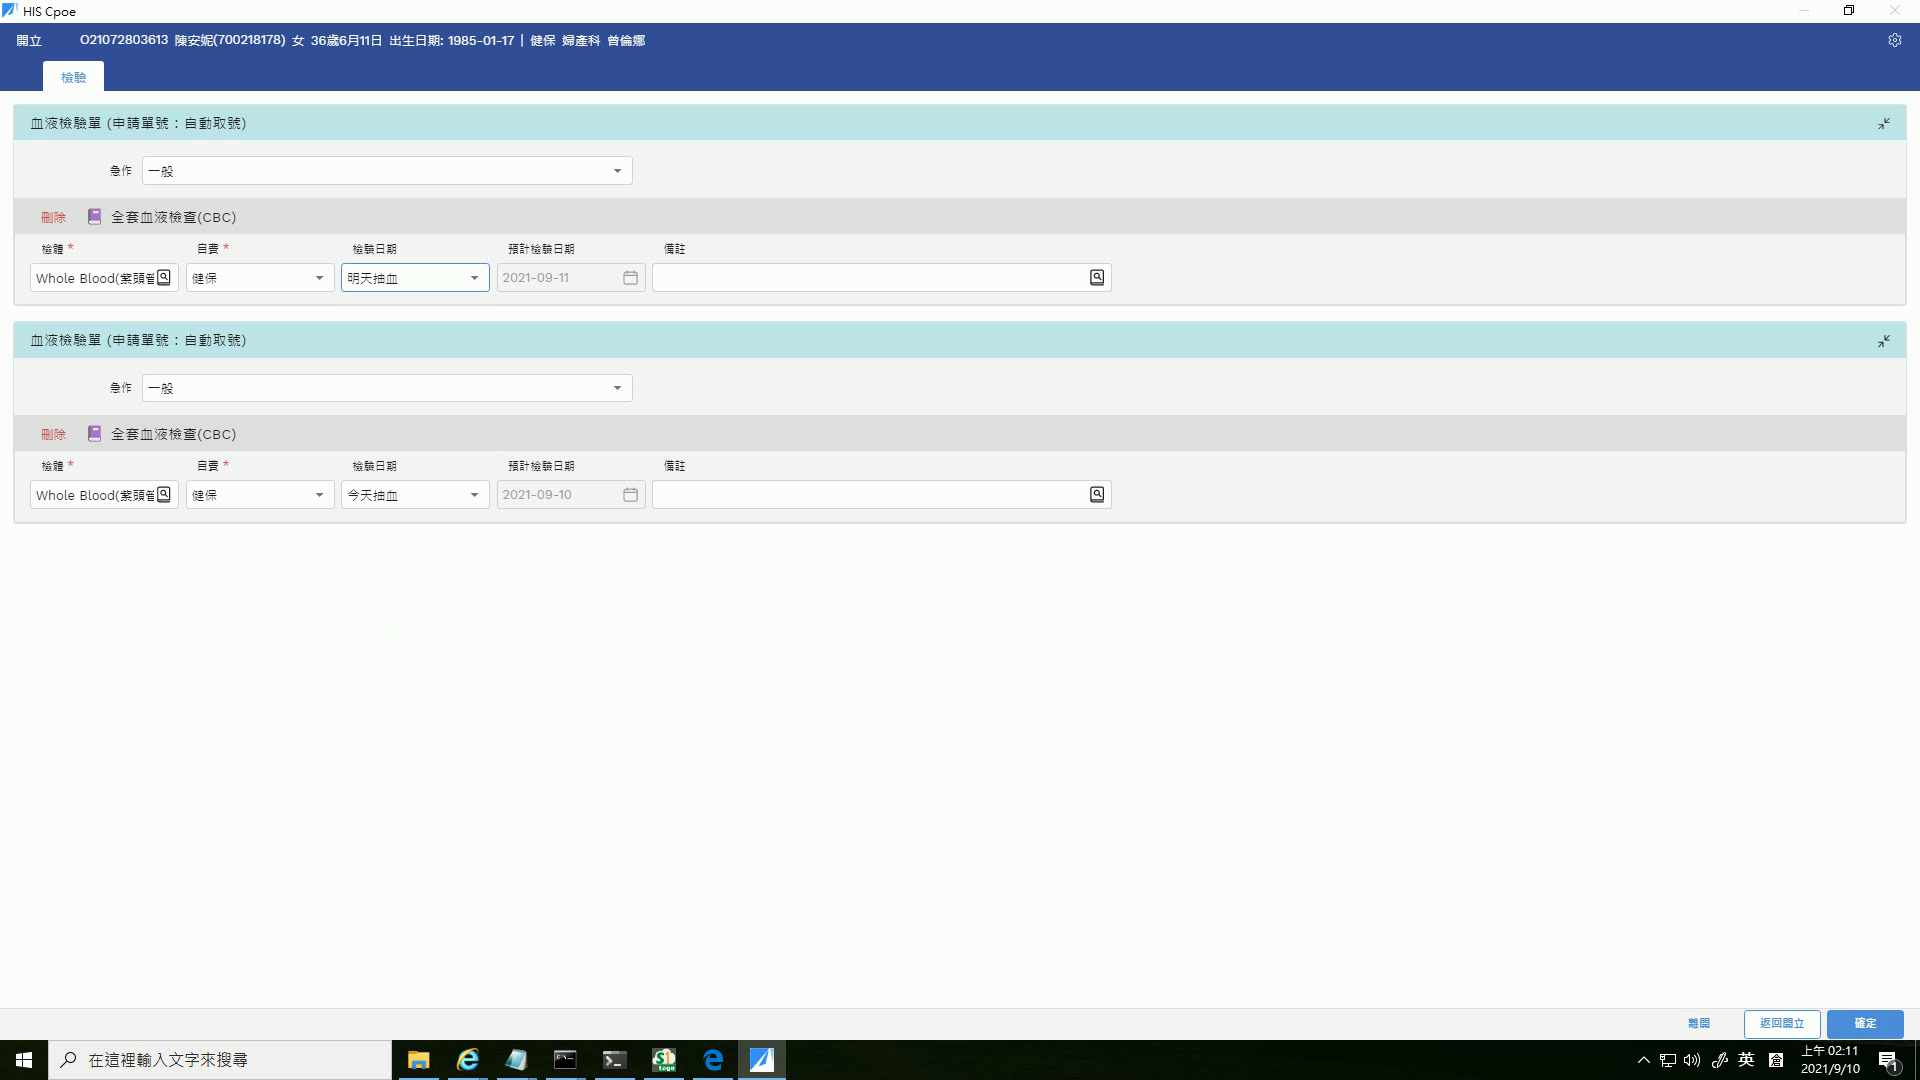 HIS Cpoe
開立 O21072803613 陳安妮(700218178) 女 36歲6月11日 出生日期: 1985-01-17 | 健保 婦產科 曾倫娜
檢驗
血液檢驗單 (申請單號：自動取號)
急作 一般
刪除 全套血液檢查(CBC)
檢體 * 自費 * 檢驗日期 預計檢驗日期 備註
Whole Blood(紫頭管 健保 明天抽血 2021-09-11
血液檢驗單 (申請單號：自動取號)
急作 一般
刪除 全套血液檢查(CBC)
檢體 * 自費 * 檢驗日期 預計檢驗日期 備註
Whole Blood(紫頭管 健保 今天抽血 2021-09-10
離開 返回開立 確定
在這裡輸入文字來搜尋
英
上午 02:11
2021/9/10
1